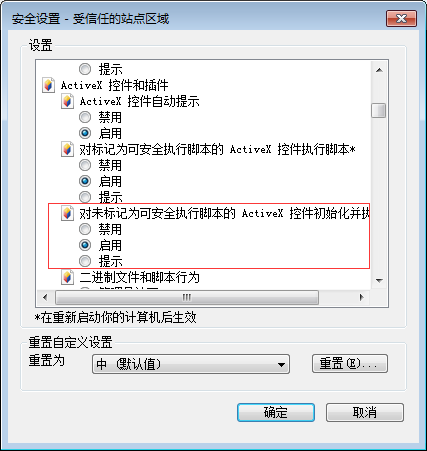 安全设置 - 受信任的站点区域
设置
提示
ActiveX 控件和插件
ActiveX 控件自动提示
禁用
启用
对标记为可安全执行脚本的 ActiveX 控件执行脚本*
禁用
启用
提示
对未标记为可安全执行脚本的 ActiveX 控件初始化并执
禁用
启用
提示
二进制文件和脚本行为
*在重新启动你的计算机后生效
重置自定义设置
重置为
中 (默认值)
重置(E)...
确定
取消